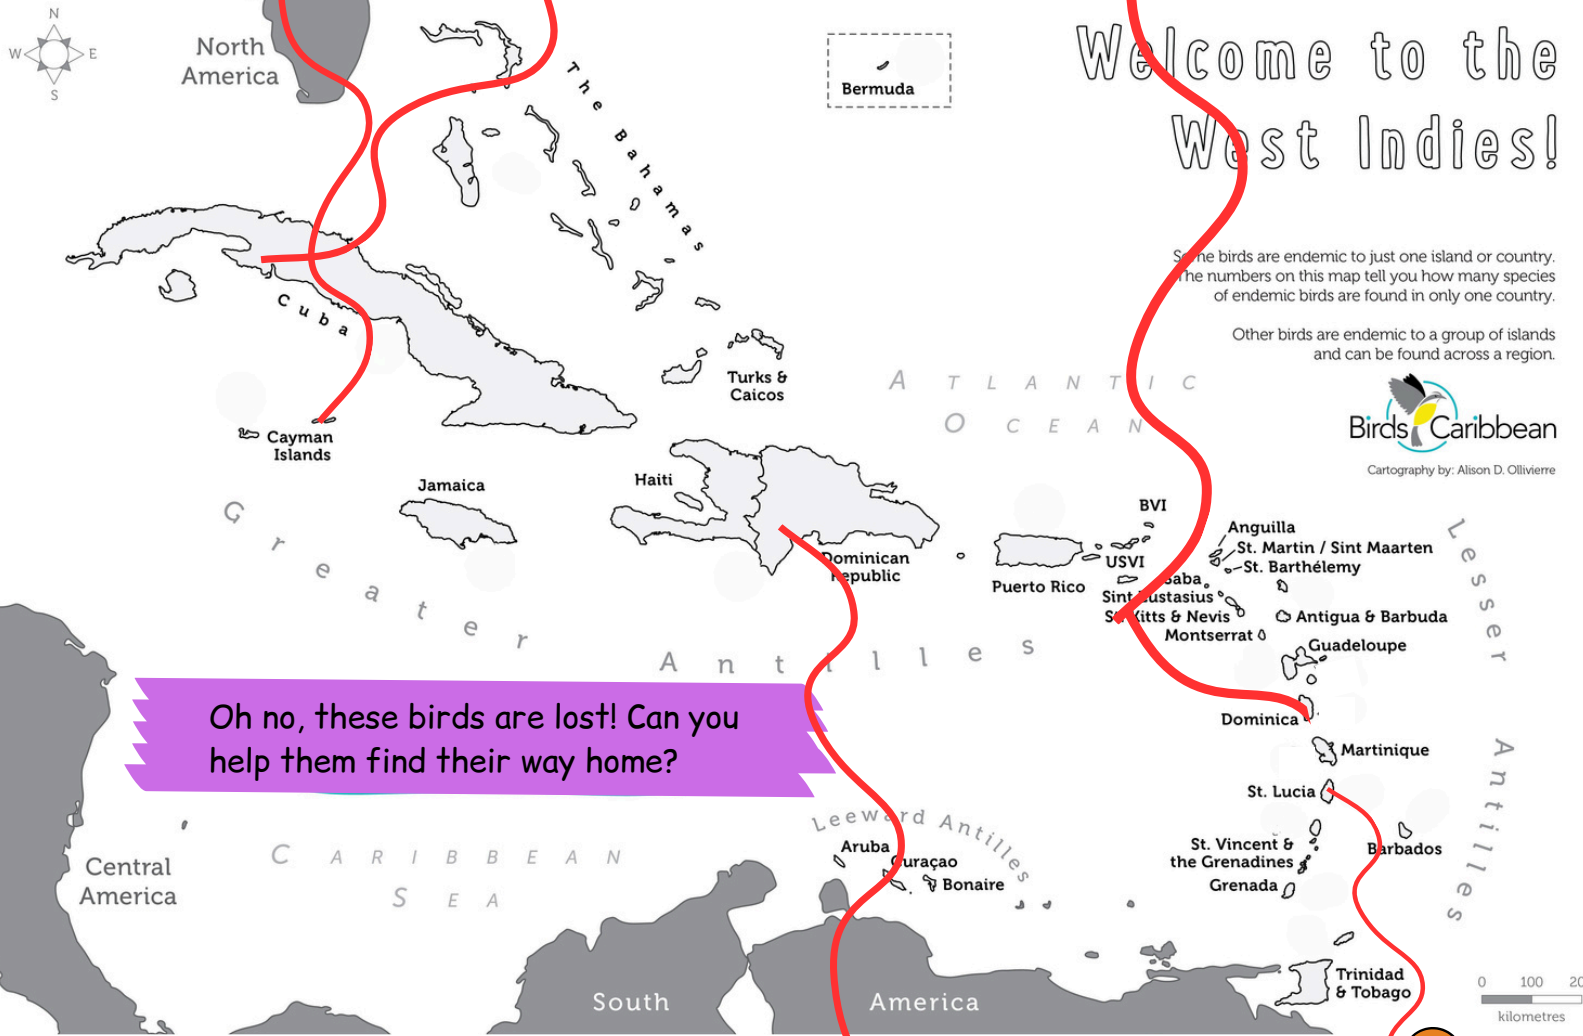 N
W E
S
North
America
The Bahamas
Bermuda
Welcome to the
West Indies!
Some birds are endemic to just one island or country.
The numbers on this map tell you how many species
of endemic birds are found in only one country.
Other birds are endemic to a group of islands
and can be found across a region.
Birds Caribbean
Cartography by: Alison D. Ollivierre
Cuba
Turks &
Caicos
ATLANTIC
OCEAN
Cayman
Islands
Jamaica
Haiti
Dominican
Republic
Puerto Rico
BVI
USVI
Anguilla
St. Martin / Sint Maarten
St. Barthélemy
Saba
Sint Eustasius
St. Kitts & Nevis
Montserrat
Antigua & Barbuda
Guadeloupe
Greater Antilles
Lesser Antilles
Oh no, these birds are lost! Can you
help them find their way home?
Dominica
Martinique
St. Lucia
St. Vincent &
the Grenadines
Grenada
Barbados
Leeward Antilles
Aruba
Curaçao
Bonaire
CARIBBEAN
SEA
Central
America
South America
Trinidad
& Tobago
0 100 20
kilometres